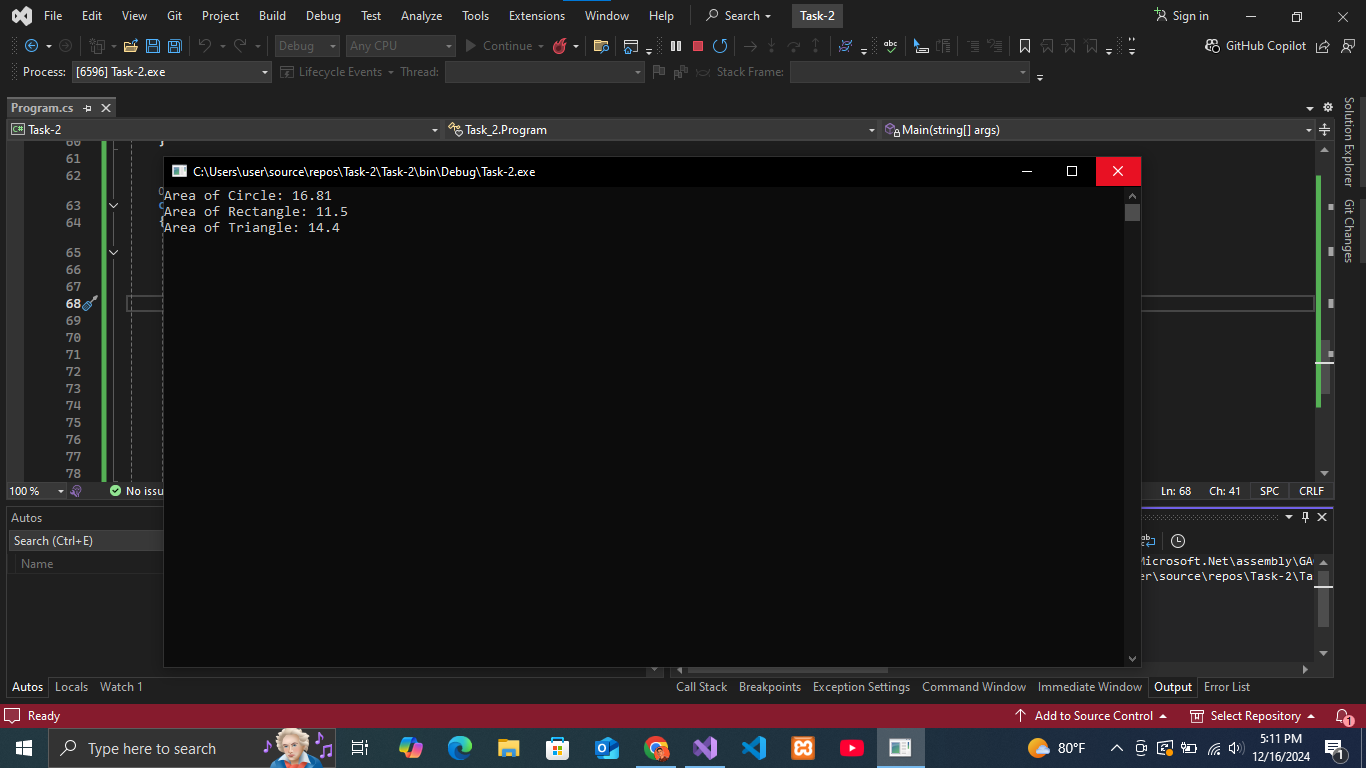 File Edit View Git Project Build Debug Test Analyze Tools Extensions Window Help Search Task-2 Sign in
Debug Any CPU Continue GitHub Copilot
Process: [6596] Task-2.exe Lifecycle Events Thread: Stack Frame:
Program.cs
Task-2 Task_2.Program Main(string[] args)
Solution Explorer
Git Changes
60 }
61
62
63
64 {
65
66
67
68
69
70
71
72
73
74
75
76
77
78
C:\Users\user\source\repos\Task-2\Task-2\bin\Debug\Task-2.exe
Area of Circle: 16.81
Area of Rectangle: 11.5
Area of Triangle: 14.4
100 % No issu Ln: 68 Ch: 41 SPC CRLF
Autos
Search (Ctrl+E)
Name
Microsoft.Net\assembly\GA
er\source\repos\Task-2\Ta
Autos Locals Watch 1
Call Stack Breakpoints Exception Settings Command Window Immediate Window Output Error List
Ready Add to Source Control Select Repository 1
Type here to search 80°F 5:11 PM
12/16/2024 1